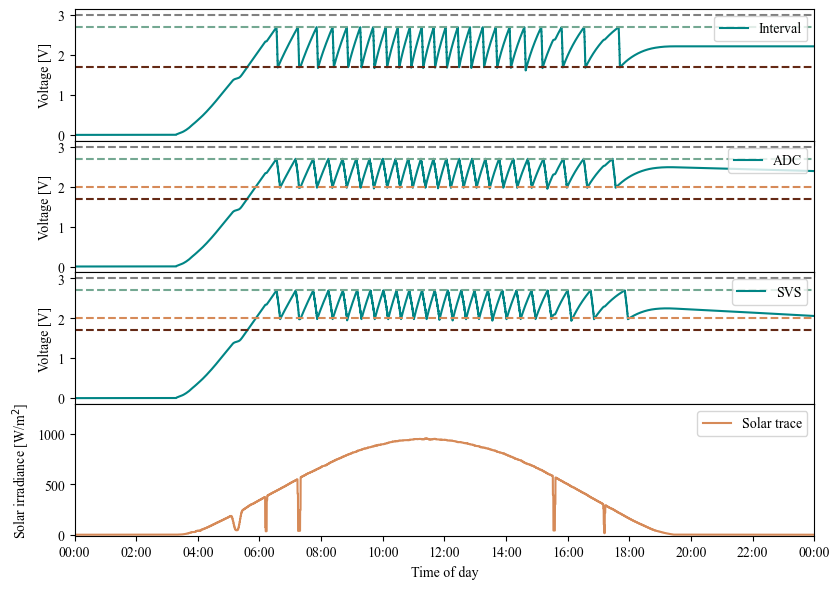 3
2
1
0
Voltage [V]
Interval
3
2
1
0
Voltage [V]
ADC
3
2
1
0
Voltage [V]
SVS
1000
500
0
Solar irradiance [W/m²]
Solar trace
00:00 02:00 04:00 06:00 08:00 10:00 12:00 14:00 16:00 18:00 20:00 22:00 00:00
Time of day